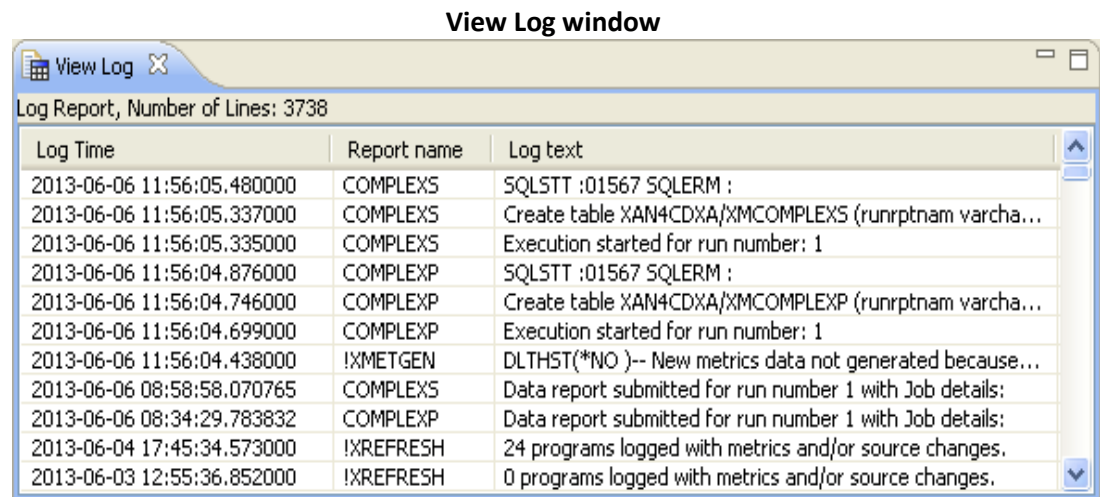 View Log window
View Log
Log Report, Number of Lines: 3738
Log Time Report name Log text
2013-06-06 11:56:05.480000 COMPLEXS SQLSTT :01567 SQLERM :
2013-06-06 11:56:05.337000 COMPLEXS Create table XAN4CDXA/XMCOMPLEXS (runrptnam varcha...
2013-06-06 11:56:05.335000 COMPLEXS Execution started for run number: 1
2013-06-06 11:56:04.876000 COMPLEXP SQLSTT :01567 SQLERM :
2013-06-06 11:56:04.746000 COMPLEXP Create table XAN4CDXA/XMCOMPLEXP (runrptnam varcha...
2013-06-06 11:56:04.699000 COMPLEXP Execution started for run number: 1
2013-06-06 11:56:04.438000 !XMETGEN DLTHST(*NO )-- New metrics data not generated because...
2013-06-06 08:58:58.070765 COMPLEXS Data report submitted for run number 1 with Job details:
2013-06-06 08:34:29.783832 COMPLEXP Data report submitted for run number 1 with Job details:
2013-06-04 17:45:34.573000 !XREFRESH 24 programs logged with metrics and/or source changes.
2013-06-03 12:55:36.852000 !XREFRESH 0 programs logged with metrics and/or source changes.